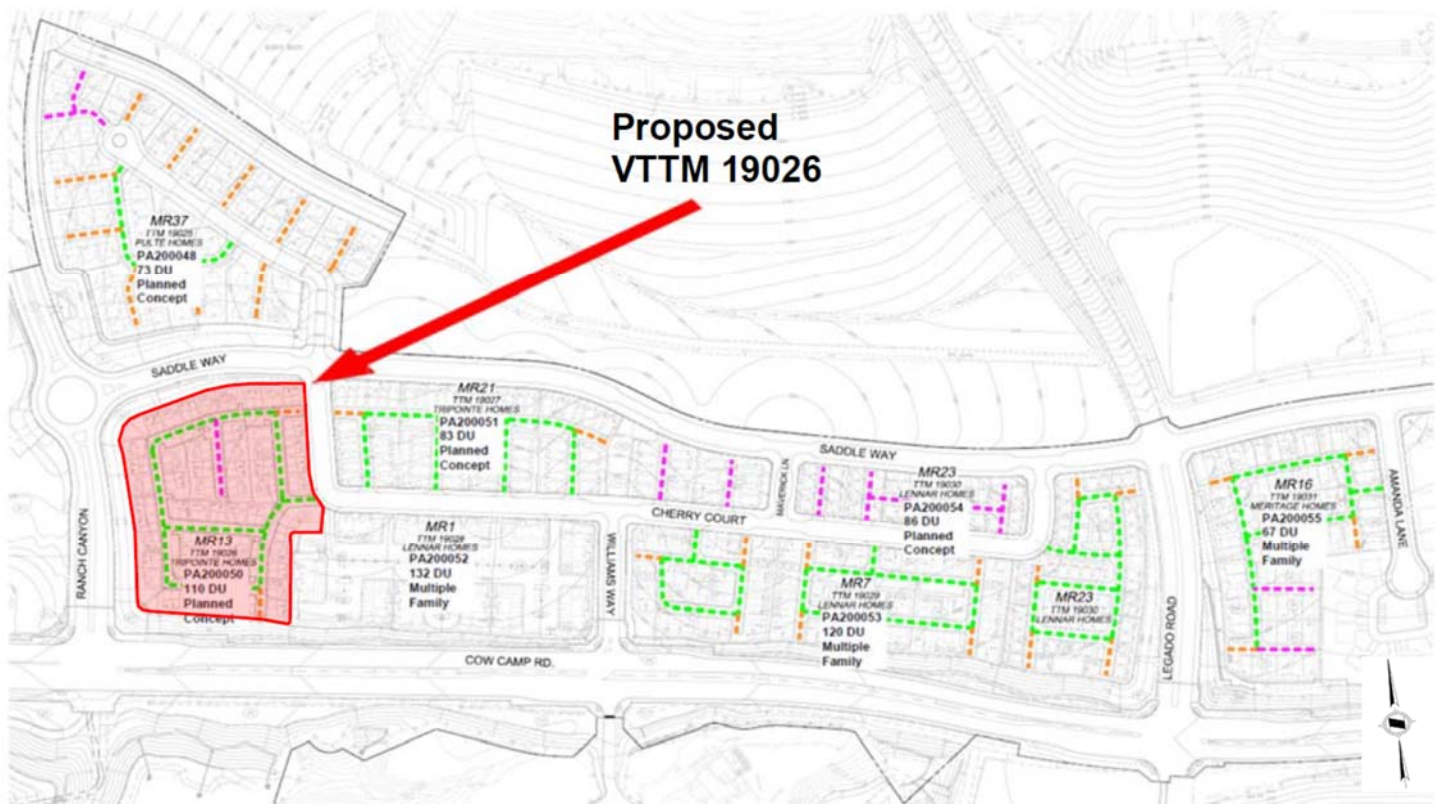 Proposed
VTTM 19026
MR37
TTM 19025
PULTE HOMES
PA200048
73 DU
Planned
Concept
SADDLE WAY
MR21
TTM 19027
TRIPOINTE HOMES
PA200051
83 DU
Planned
Concept
SADDLE WAY
MAVERICK LN
MR23
TTM 19030
LENNAR HOMES
PA200054
86 DU
Planned
Concept
MR16
TTM 19031
MERITAGE HOMES
PA200055
67 DU
Multiple
Family
AMANDA LANE
RANCH CANYON
MR13
TTM 19026
TRIPOINTE HOMES
PA200050
110 DU
Planned
Concept
MR1
TTM 19028
LENNAR HOMES
PA200052
132 DU
Multiple
Family
CHERRY COURT
WILLIAMS WAY
MR7
TTM 19029
LENNAR HOMES
PA200053
120 DU
Multiple
Family
MR23
TTM 19030
LENNAR HOMES
LEGADO ROAD
COW CAMP RD.